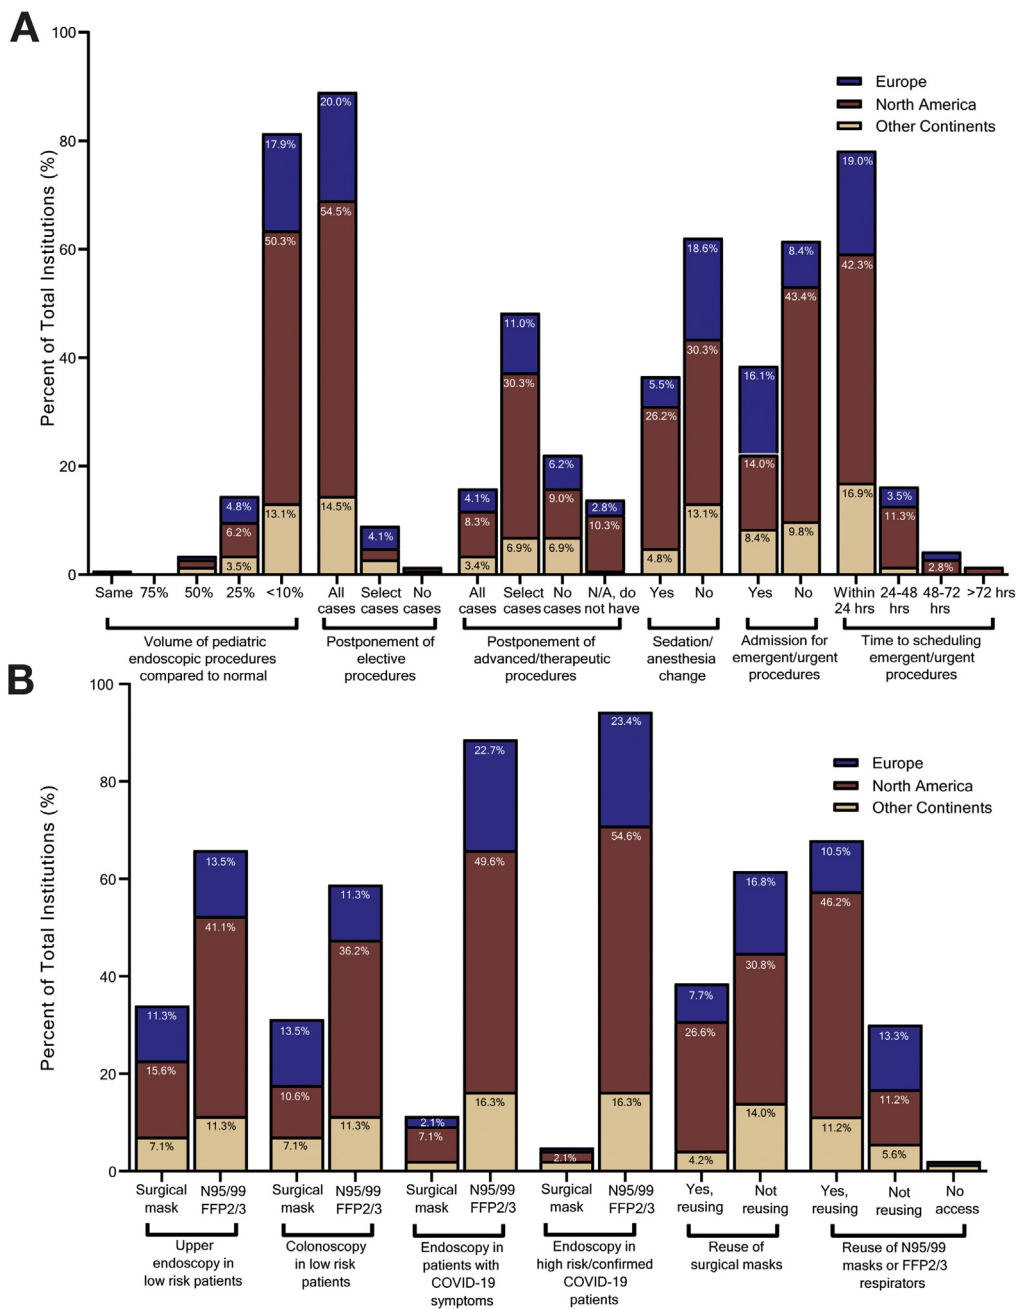 A
100
80
60
40
20
0
Percent of Total Institutions (%)
Europe
North America
Other Continents
4.8%
6.2%
3.5%
17.9%
50.3%
13.1%
20.0%
54.5%
14.5%
4.1%
4.1%
8.3%
3.4%
11.0%
30.3%
6.9%
6.2%
9.0%
6.9%
2.8%
10.3%
5.5%
26.2%
4.8%
18.6%
30.3%
13.1%
16.1%
14.0%
8.4%
8.4%
43.4%
9.8%
19.0%
42.3%
16.9%
3.5%
11.3%
2.8%
Same
75%
50%
25%
<10%
All
cases
Select
cases
No
cases
All
cases
Select
cases
No
cases
N/A, do
not have
Yes
No
Yes
No
Within
24 hrs
24-48
hrs
48-72
hrs
>72 hrs
Volume of pediatric
endoscopic procedures
compared to normal
Postponement of
elective
procedures
Postponement of
advanced/therapeutic
procedures
Sedation/
anesthesia
change
Admission for
emergent/urgent
procedures
Time to scheduling
emergent/urgent
procedures
B
100
80
60
40
20
0
Percent of Total Institutions (%)
Europe
North America
Other Continents
11.3%
15.6%
7.1%
13.5%
41.1%
11.3%
13.5%
10.6%
7.1%
11.3%
36.2%
11.3%
2.1%
7.1%
22.7%
49.6%
16.3%
2.1%
23.4%
54.6%
16.3%
7.7%
26.6%
4.2%
16.8%
30.8%
14.0%
10.5%
46.2%
11.2%
13.3%
11.2%
5.6%
Surgical
mask
N95/99
FFP2/3
Surgical
mask
N95/99
FFP2/3
Surgical
mask
N95/99
FFP2/3
Surgical
mask
N95/99
FFP2/3
Yes,
reusing
Not
reusing
Yes,
reusing
Not
reusing
No
access
Upper
endoscopy in
low risk patients
Colonoscopy
in low risk
patients
Endoscopy in
patients with
COVID-19
symptoms
Endoscopy in
high risk/confirmed
COVID-19
patients
Reuse of
surgical masks
Reuse of N95/99
masks or FFP2/3
respirators